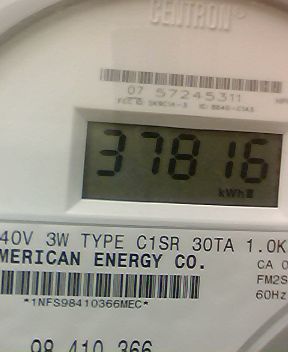 CENTRON®
07 57245311
37816
kWh
40V 3W TYPE C1SR 30TA 1.0K
MERICAN ENERGY CO.
CA 0
FM2S
60Hz
*1NFS98410366MEC*
98 410 366